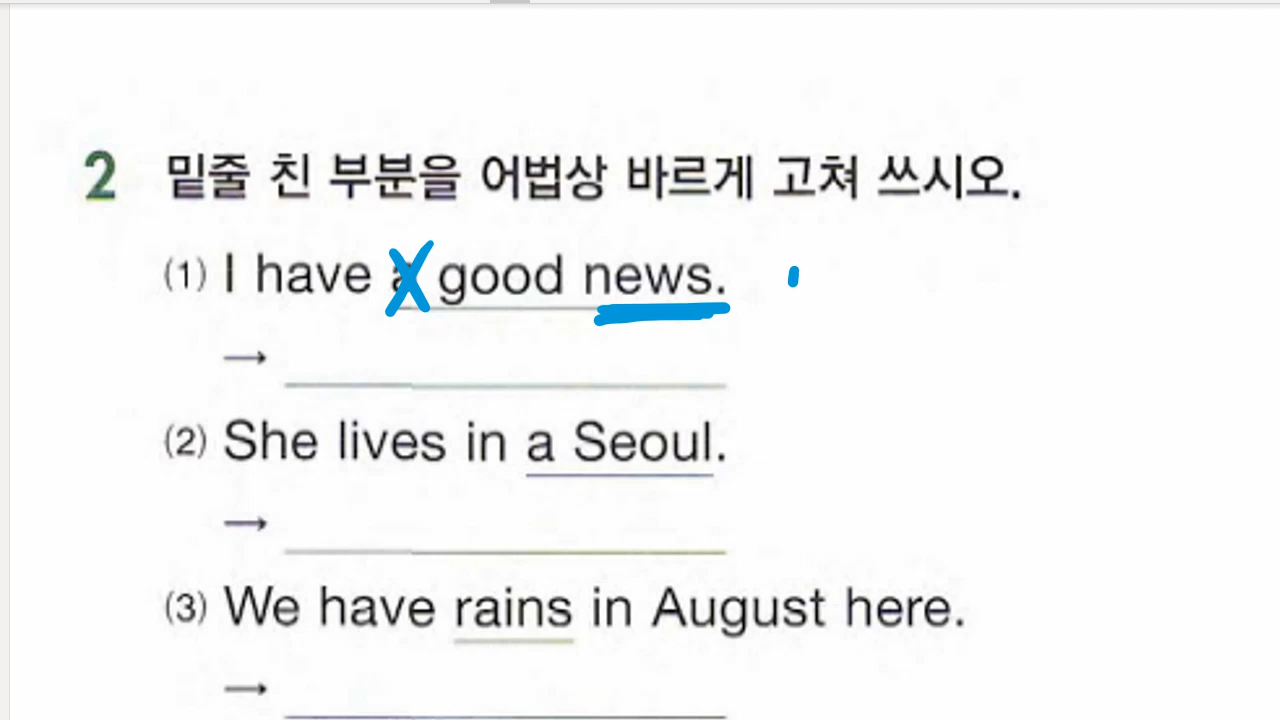 2 밑줄 친 부분을 어법상 바르게 고쳐 쓰시오.
(1) I have a good news.
→
(2) She lives in a Seoul.
→
(3) We have rains in August here.
→